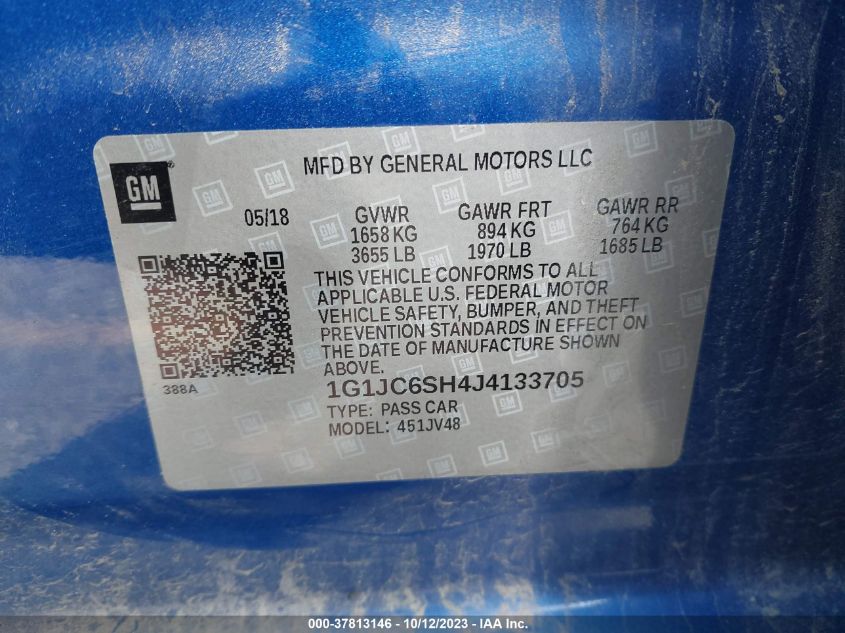 GM
MFD BY GENERAL MOTORS LLC
05/18
GVWR
1658 KG
3655 LB
GAWR FRT
894 KG
1970 LB
GAWR RR
764 KG
1685 LB
THIS VEHICLE CONFORMS TO ALL
APPLICABLE U.S. FEDERAL MOTOR
VEHICLE SAFETY, BUMPER, AND THEFT
PREVENTION STANDARDS IN EFFECT ON
THE DATE OF MANUFACTURE SHOWN
ABOVE.
388A
1G1JC6SH4J4133705
TYPE: PASS CAR
MODEL: 451JV48
000-37813146 - 10/12/2023 - IAA Inc.